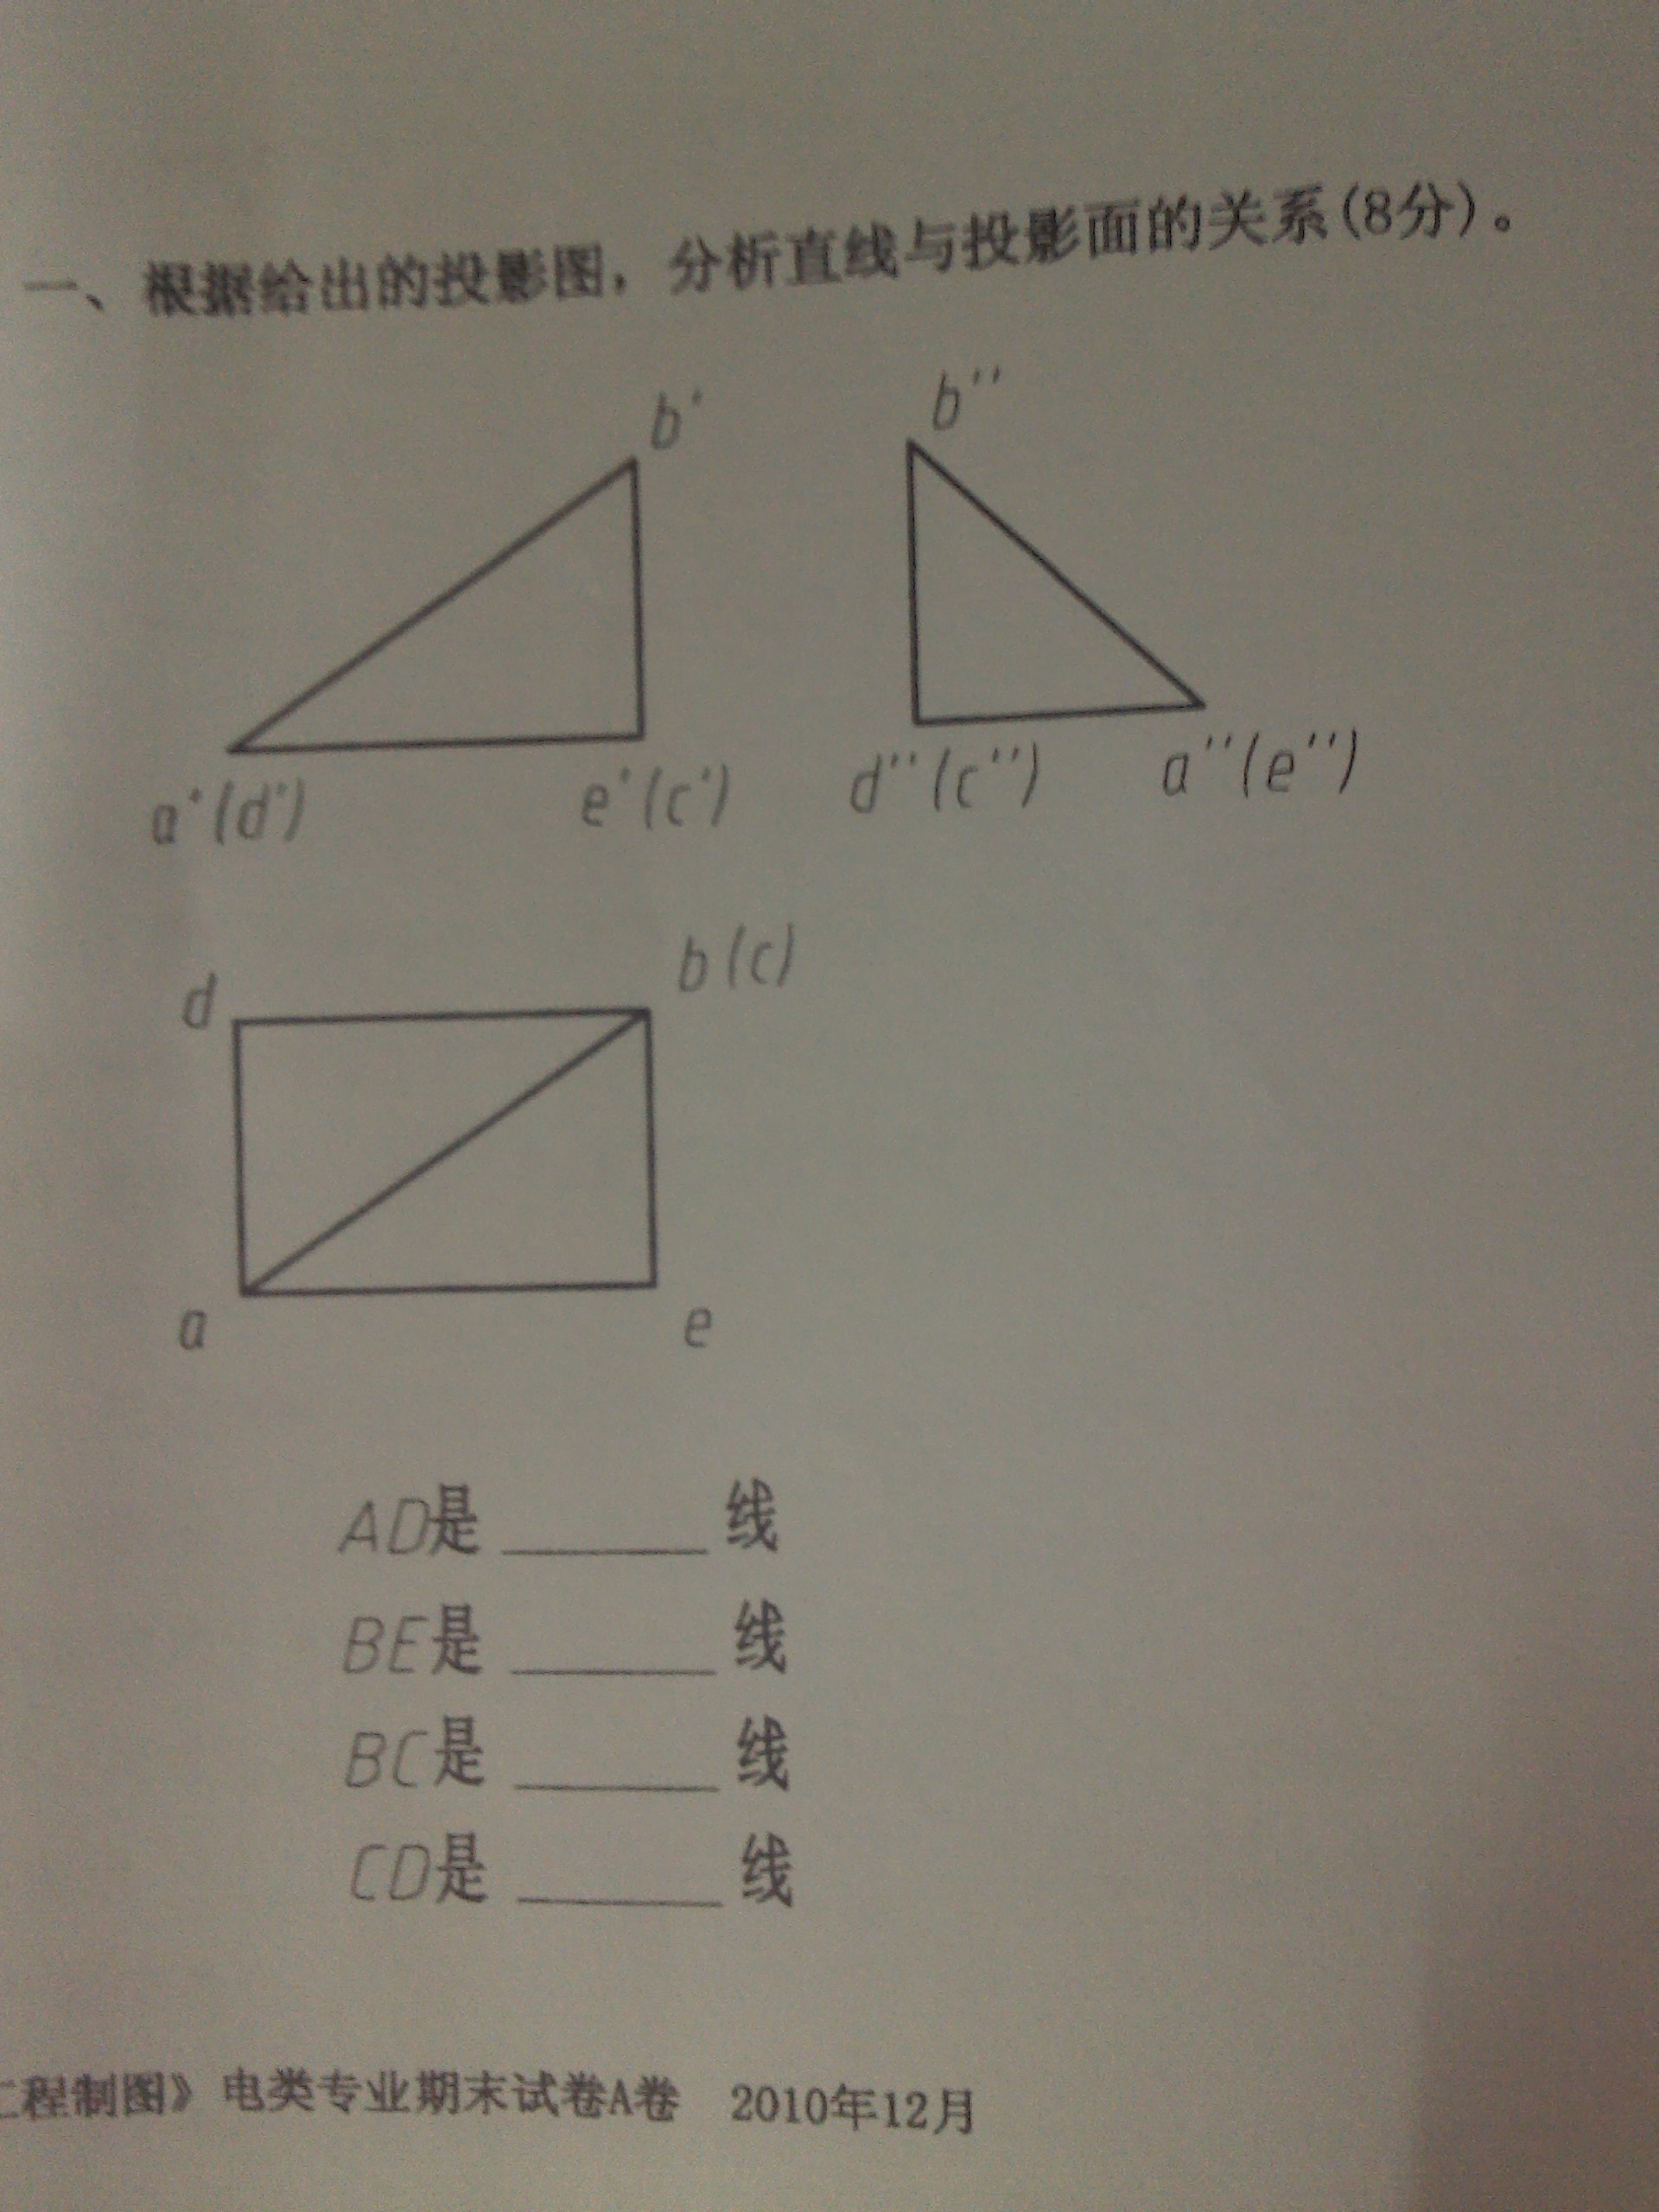 一、根据给出的投影图，分析直线与投影面的关系(8分)。
b' b''
a'(d') e'(c') d''(c'') a''(e'')
d b(c)
a e
AD是 ______ 线
BE是 ______ 线
BC是 ______ 线
CD是 ______ 线
工程制图》 电类专业期末试卷A卷 2010年12月